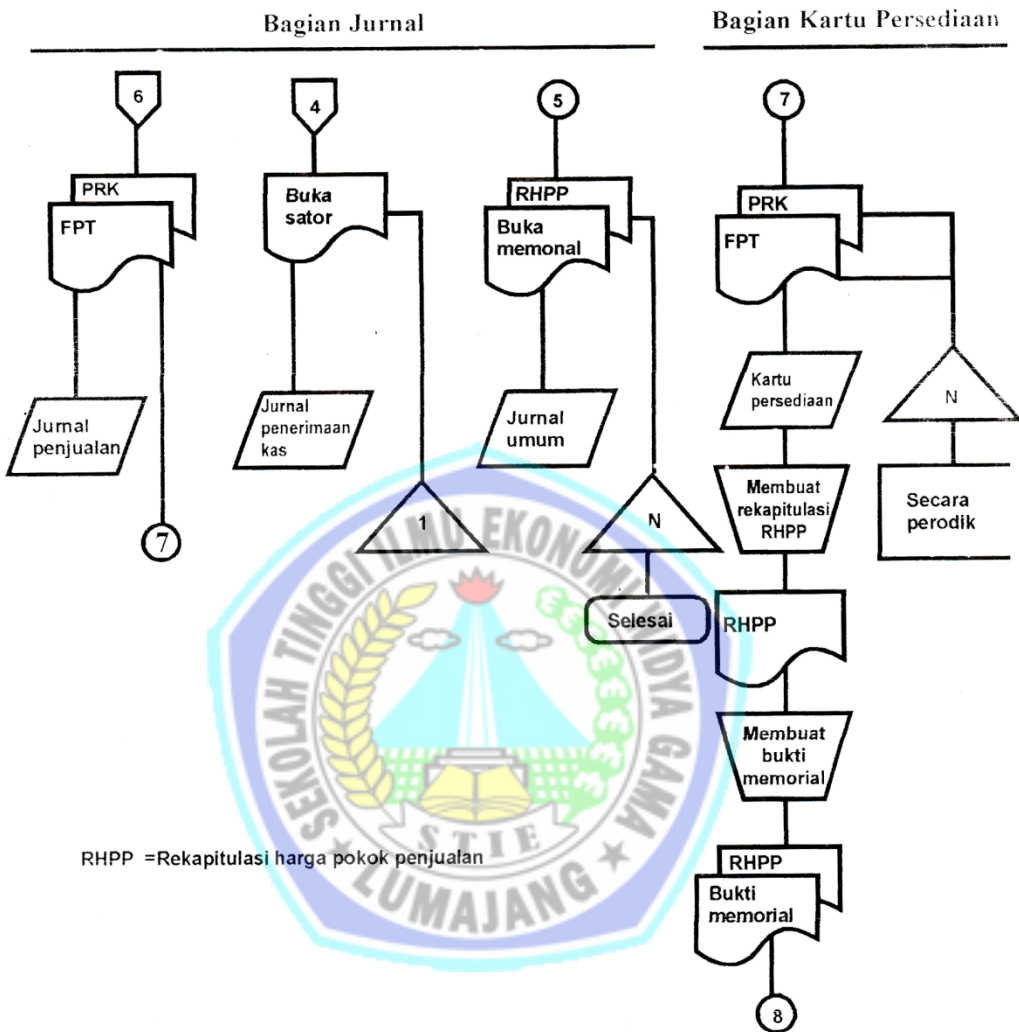 Bagian Jurnal
Bagian Kartu Persediaan
6
4
5
7
PRK
FPT
Buka
sator
RHPP
Buka
memonal
PRK
FPT
Jurnal
penjualan
Jurnal
penerimaan
kas
Jurnal
umum
Kartu
persediaan
N
7
1
N
Membuat
rekapitulasi
RHPP
Secara
perodik
Selesai
RHPP
Membuat
bukti
memorial
RHPP =Rekapitulasi harga pokok penjualan
RHPP
Bukti
memorial
8
SEKOLAH TINGGI ILMU EKONOMI WIDYA GAMA
STIE
LUMAJANG